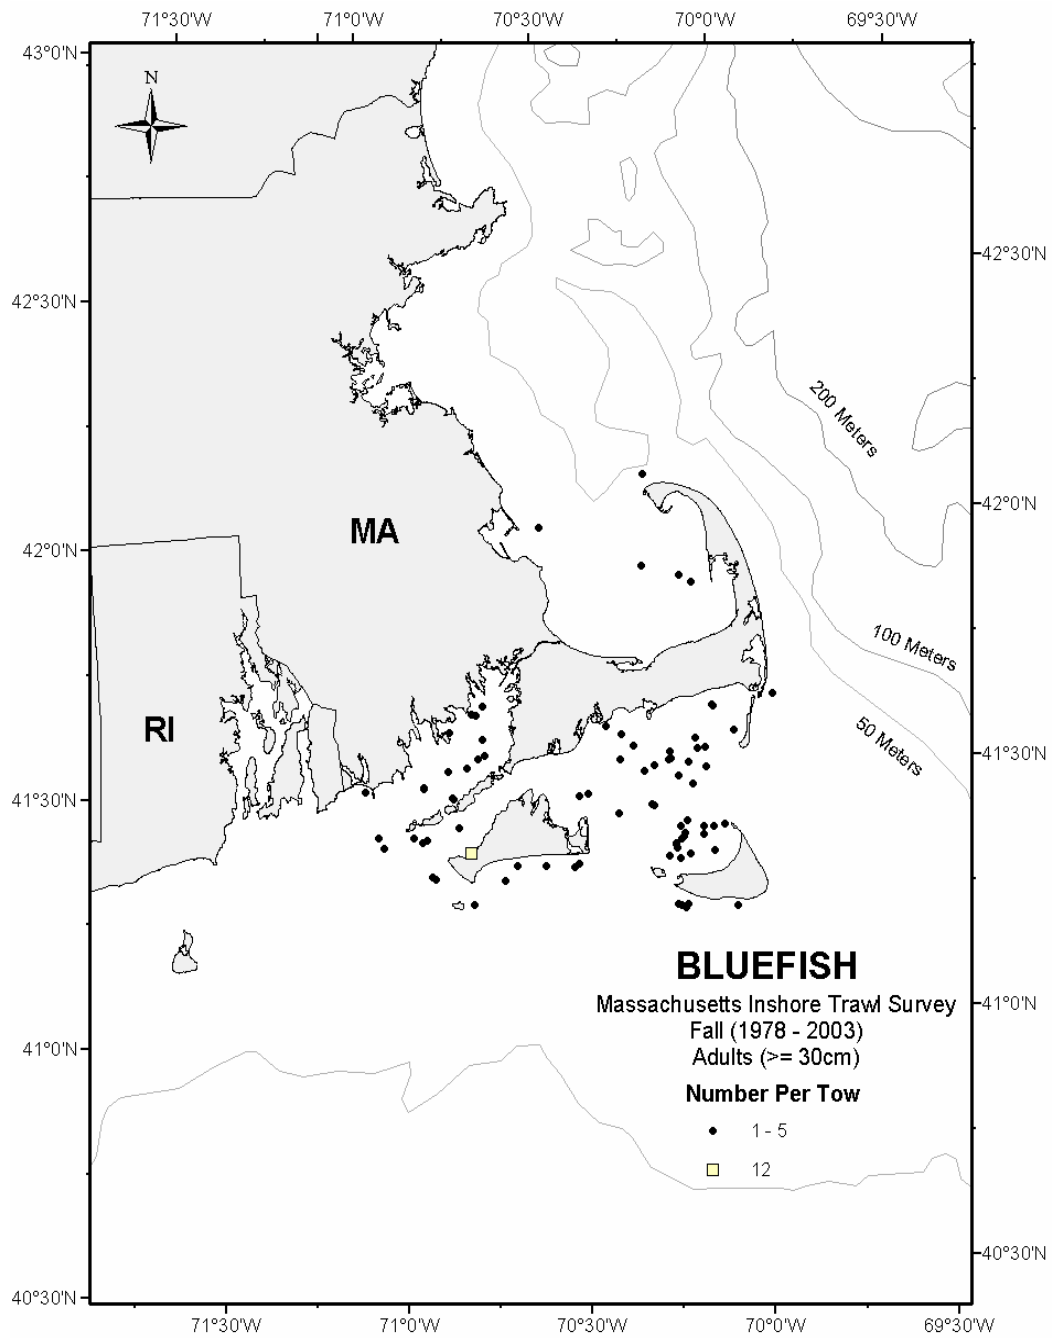 71°30'W 71°0'W 70°30'W 70°0'W 69°30'W
43°0'N
N
42°30'N
42°30'N
200 Meters
42°0'N
MA
42°0'N
100 Meters
RI
50 Meters
41°30'N
41°30'N
BLUEFISH
Massachusetts Inshore Trawl Survey
Fall (1978 - 2003)
41°0'N
Adults (>= 30cm)
41°0'N
Number Per Tow
1 - 5
12
40°30'N
40°30'N
71°30'W 71°0'W 70°30'W 70°0'W 69°30'W